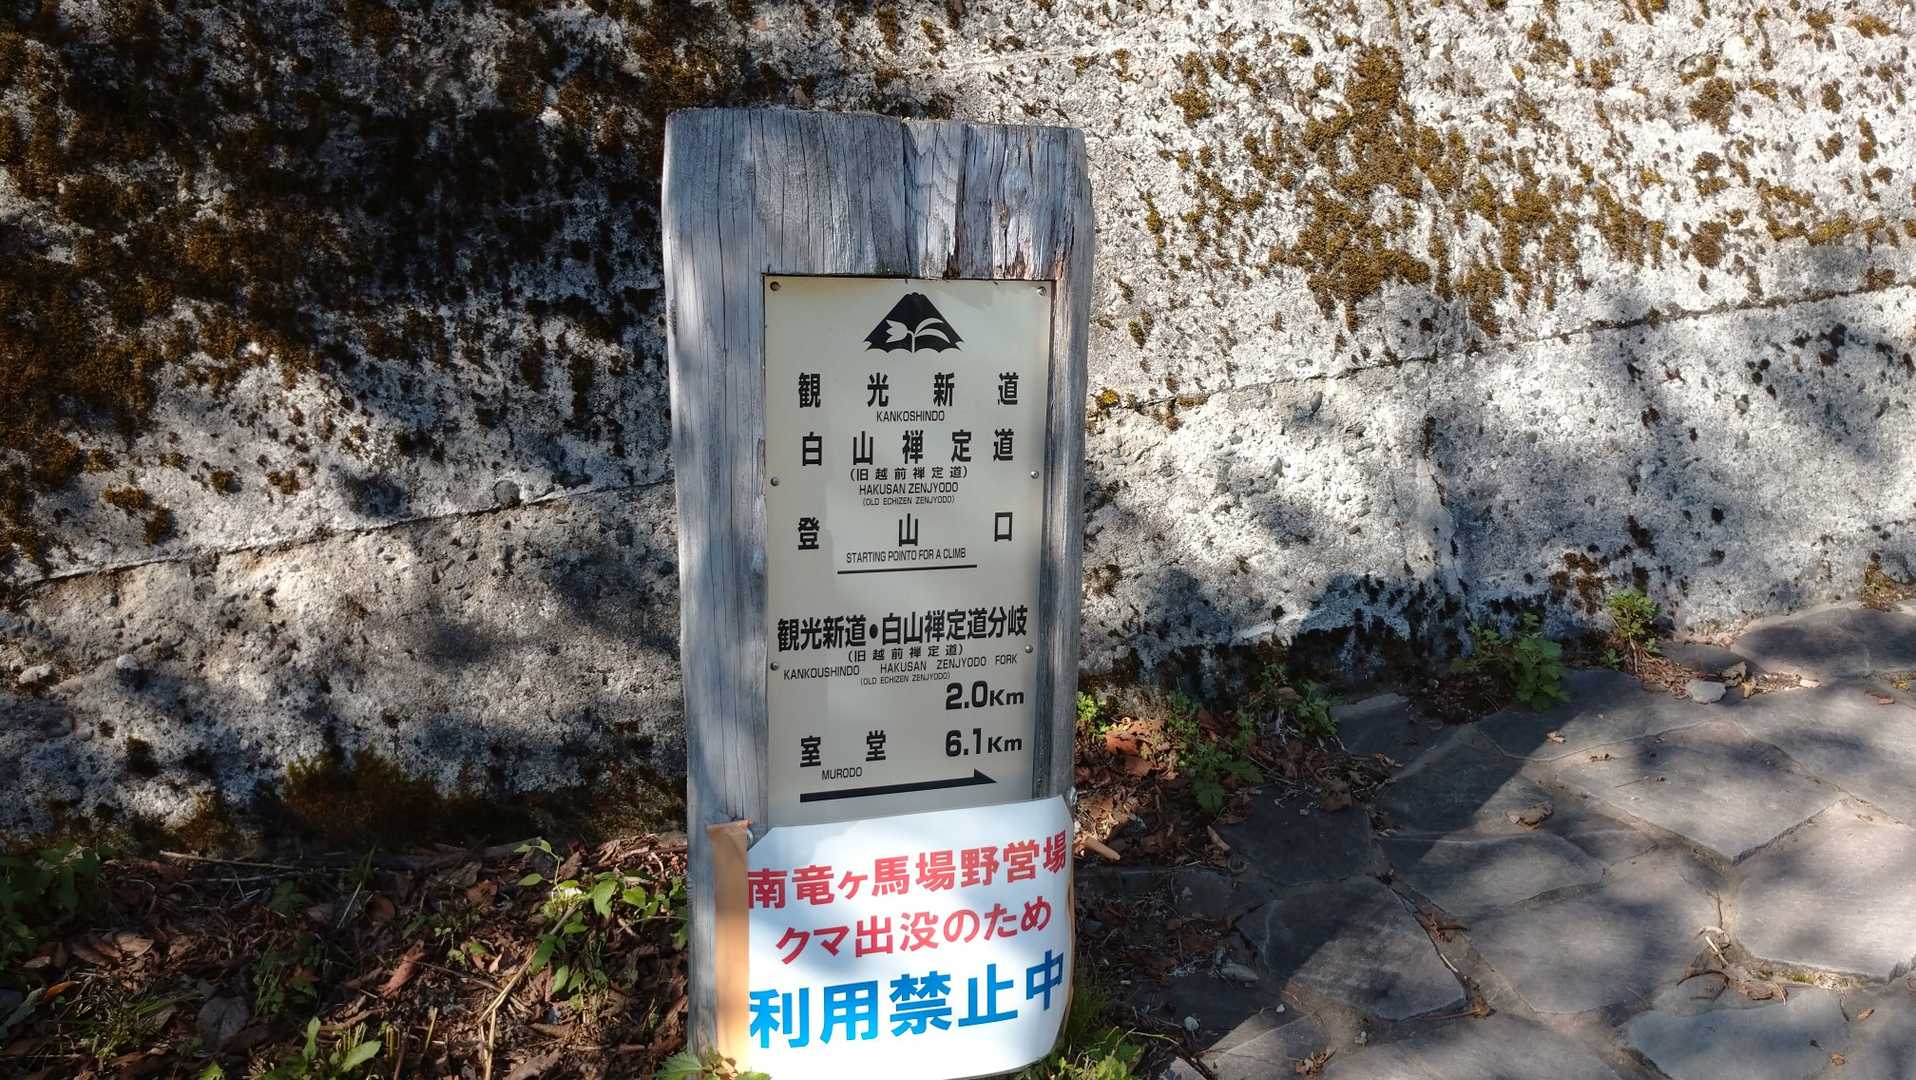 観光新道
KANKOSHINDO
白山禅定道
(旧越前禅定道)
HAKUSAN ZENJYODO
(OLD ECHIZEN ZENJYODO)
登山口
STARTING POINTO FOR A CLIMB
観光新道•白山禅定道分岐
(旧越前禅定道)
KANKOUSHINDO HAKUSAN ZENJYODO FORK
(OLD ECHIZEN ZENJYODO)
2.0Km
室堂 6.1Km
MURODO
南竜ヶ馬場野営場
クマ出没のため
利用禁止中